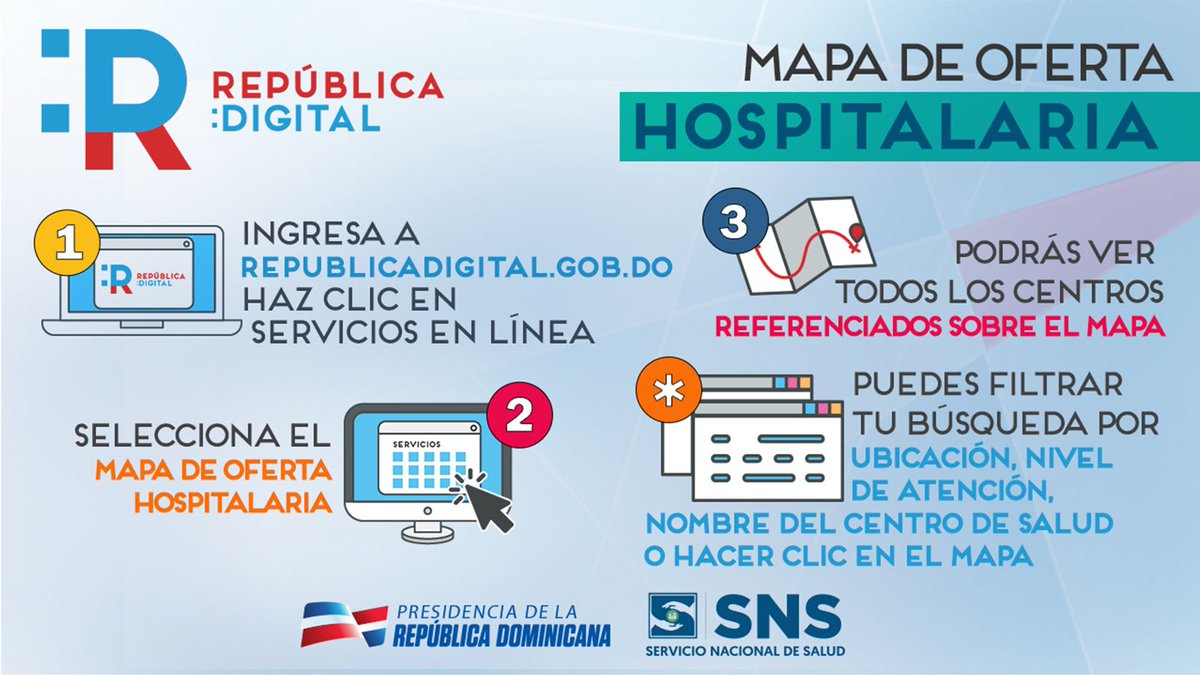 :R REPÚBLICA
:DIGITAL
MAPA DE OFERTA
HOSPITALARIA
1
:R REPÚBLICA
:DIGITAL
INGRESA A
REPUBLICADIGITAL.GOB.DO
HAZ CLIC EN
SERVICIOS EN LÍNEA
SELECCIONA EL
MAPA DE OFERTA
HOSPITALARIA
SERVICIOS
2
3
PODRÁS VER
TODOS LOS CENTROS
REFERENCIADOS SOBRE EL MAPA
*
PUEDES FILTRAR
TU BÚSQUEDA POR
UBICACIÓN, NIVEL
DE ATENCIÓN,
NOMBRE DEL CENTRO DE SALUD
O HACER CLIC EN EL MAPA
PRESIDENCIA DE LA
REPÚBLICA DOMINICANA
SNS
SERVICIO NACIONAL DE SALUD